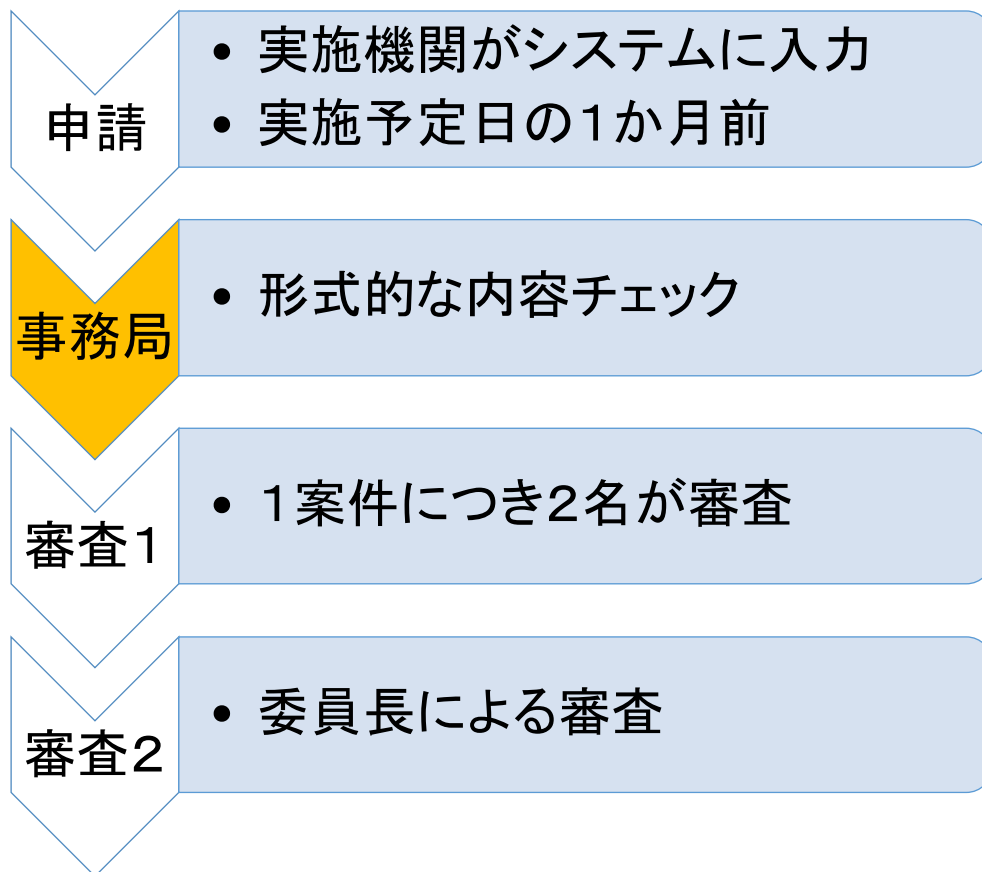 申請
• 実施機関がシステムに入力
• 実施予定日の１か月前
事務局
• 形式的な内容チェック
審査１
• １案件につき２名が審査
審査２
• 委員長による審査